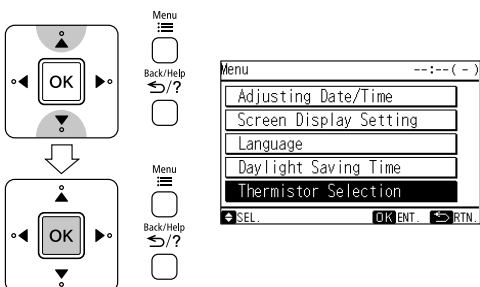 Menu
OK
Back/Help
/?
Menu
OK
Back/Help
/?
Menu --:--( - )
Adjusting Date/Time
Screen Display Setting
Language
Daylight Saving Time
Thermistor Selection
SEL. OK ENT. RTN.